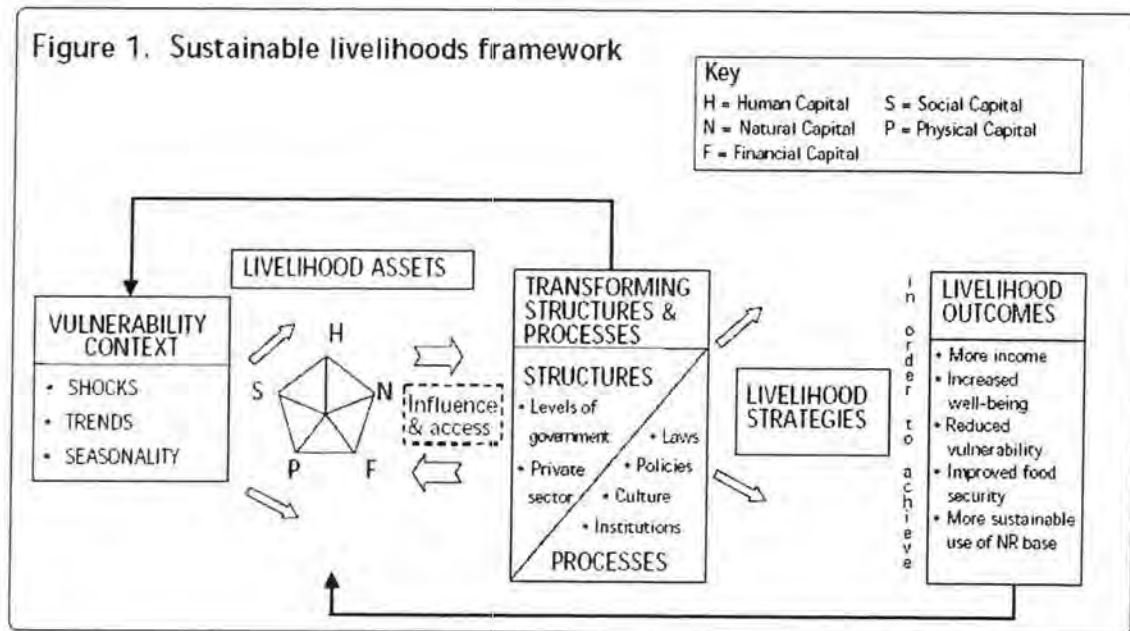 Figure 1. Sustainable livelihoods framework
Key
H = Human Capital S = Social Capital
N = Natural Capital P = Physical Capital
F = Financial Capital
LIVELIHOOD ASSETS
VULNERABILITY
CONTEXT
• SHOCKS
• TRENDS
• SEASONALITY
H
S
N
P
F
Influence
& access
TRANSFORMING
STRUCTURES &
PROCESSES
STRUCTURES
• Levels of
government
• Private
sector
• Laws
• Policies
• Culture
• Institutions
PROCESSES
LIVELIHOOD
STRATEGIES
in order to achieve
LIVELIHOOD
OUTCOMES
• More income
• Increased
well-being
• Reduced
vulnerability
• Improved food
security
• More sustainable
use of NR base